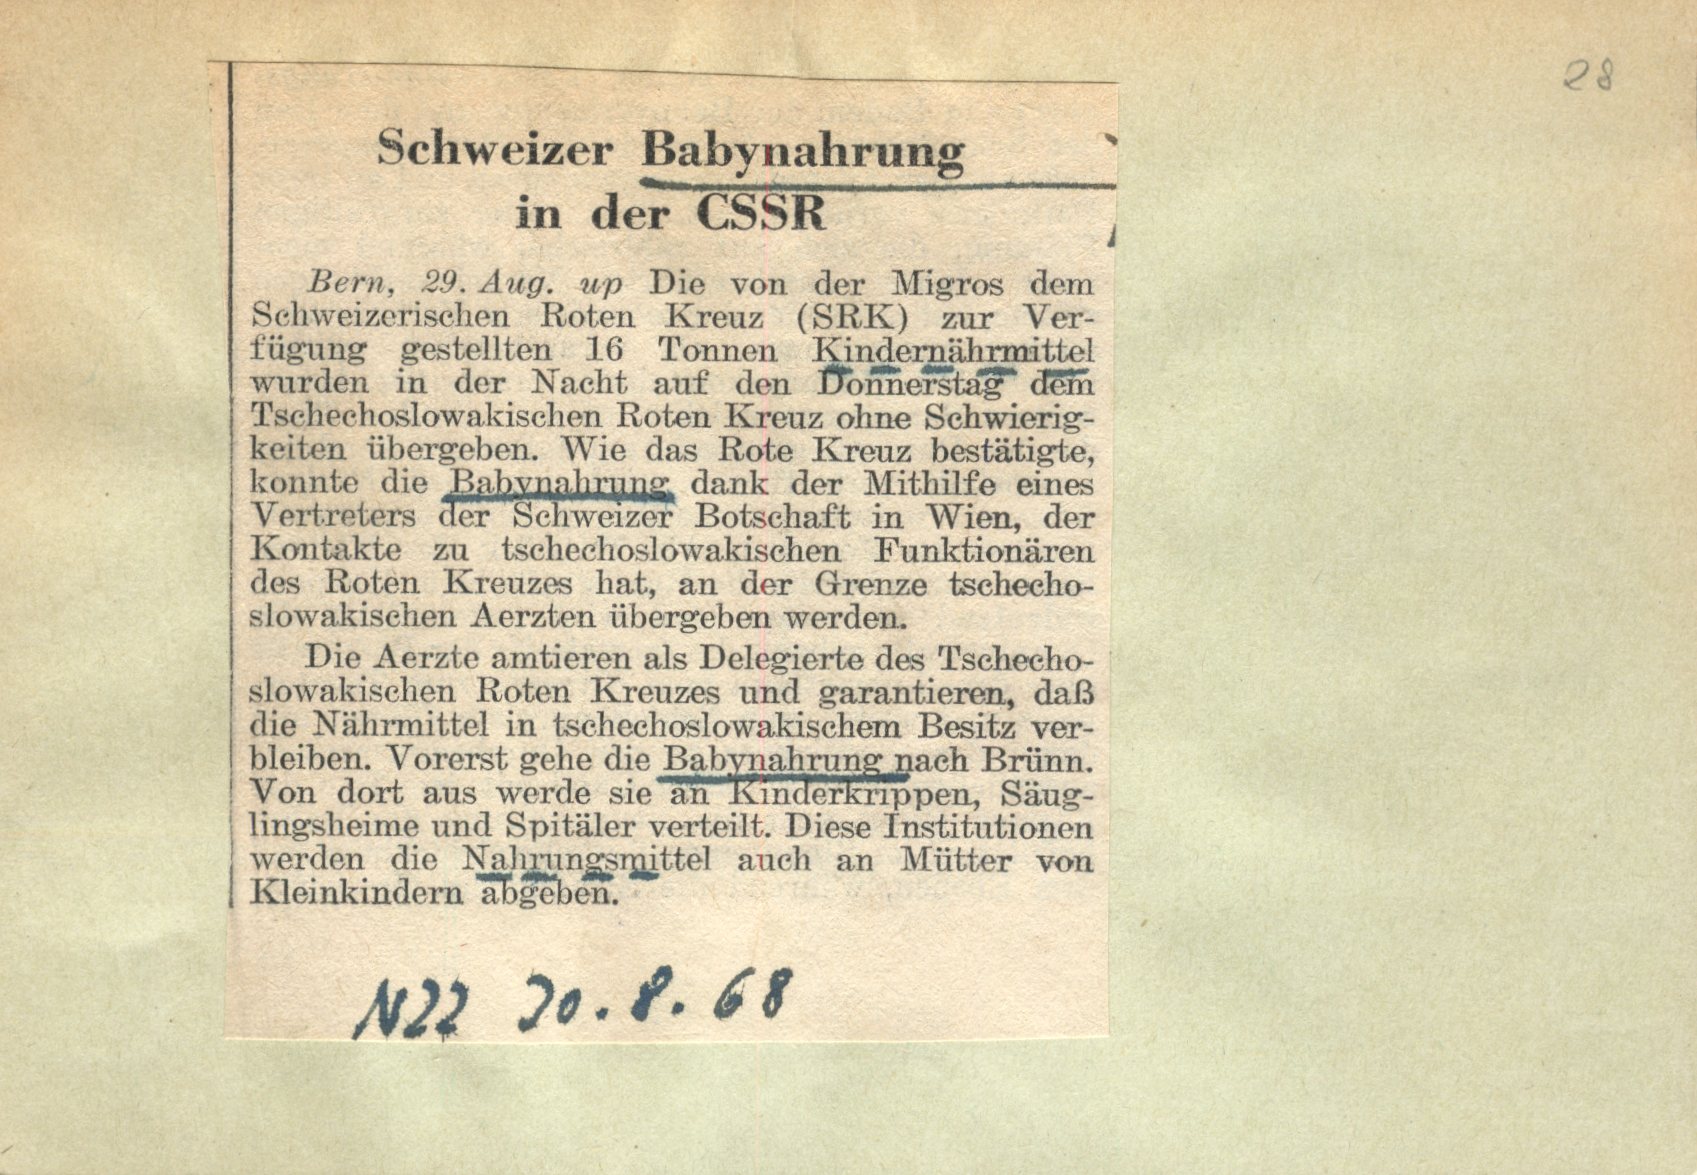 28
Schweizer Babynahrung
in der CSSR
Bern, 29. Aug. up Die von der Migros dem
Schweizerischen Roten Kreuz (SRK) zur Ver-
fügung gestellten 16 Tonnen Kindernährmittel
wurden in der Nacht auf den Donnerstag dem
Tschechoslowakischen Roten Kreuz ohne Schwierig-
keiten übergeben. Wie das Rote Kreuz bestätigte,
konnte die Babynahrung dank der Mithilfe eines
Vertreters der Schweizer Botschaft in Wien, der
Kontakte zu tschechoslowakischen Funktionären
des Roten Kreuzes hat, an der Grenze tschecho-
slowakischen Aerzten übergeben werden.
Die Aerzte amtieren als Delegierte des Tschecho-
slowakischen Roten Kreuzes und garantieren, daß
die Nährmittel in tschechoslowakischem Besitz ver-
bleiben. Vorerst gehe die Babynahrung nach Brünn.
Von dort aus werde sie an Kinderkrippen, Säug-
lingsheime und Spitäler verteilt. Diese Institutionen
werden die Nahrungsmittel auch an Mütter von
Kleinkindern abgeben.
NZZ 30.8.68